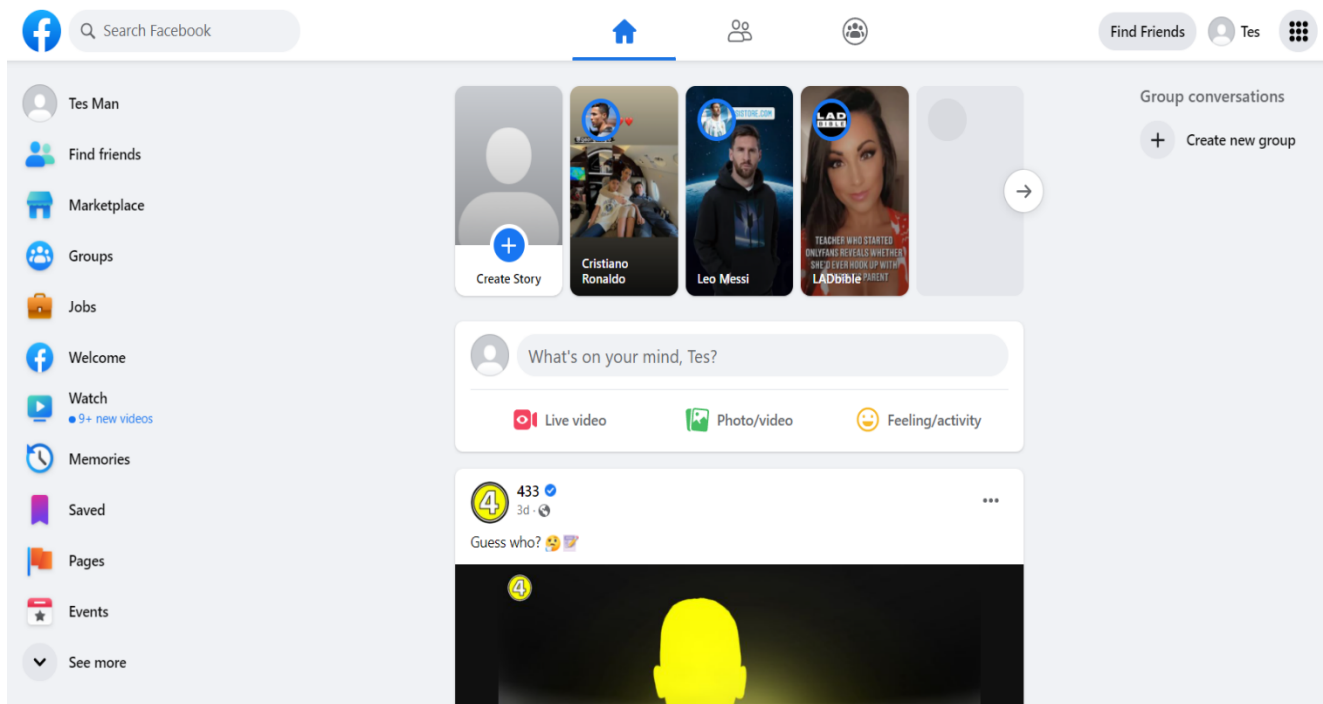 Search Facebook
Find Friends
Tes
Tes Man
Find friends
Marketplace
Groups
Jobs
Welcome
Watch
9+ new videos
Memories
Saved
Pages
Events
See more
Create Story
Cristiano
Ronaldo
Leo Messi
LAD
BIBLE
TEACHER WHO STARTED
ONLYFANS REVEALS WHETHER
SHE'D EVER HOOK UP WITH
PARENT
LADbible
What's on your mind, Tes?
Live video
Photo/video
Feeling/activity
433
3d ·
Guess who? 🤔📝
4
4
Group conversations
Create new group